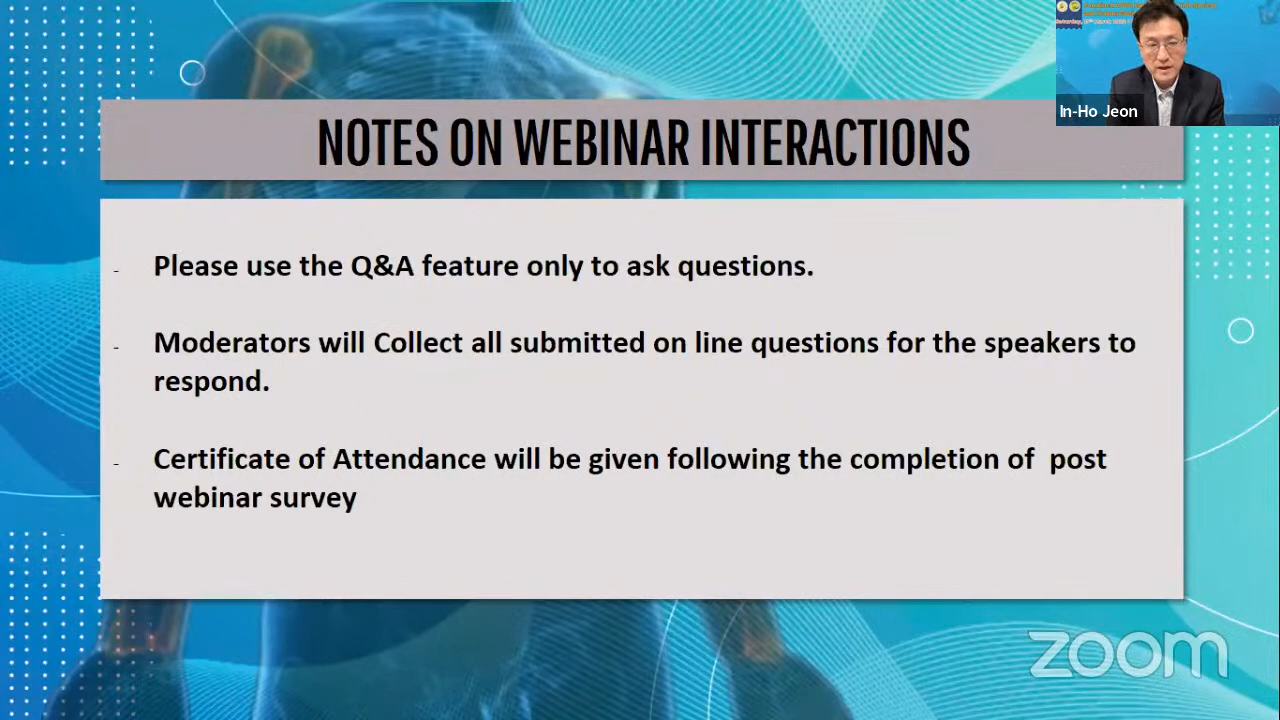 In-Ho Jeon
NOTES ON WEBINAR INTERACTIONS
- Please use the Q&A feature only to ask questions.
- Moderators will Collect all submitted on line questions for the speakers to
respond.
- Certificate of Attendance will be given following the completion of  post
webinar survey
zoom